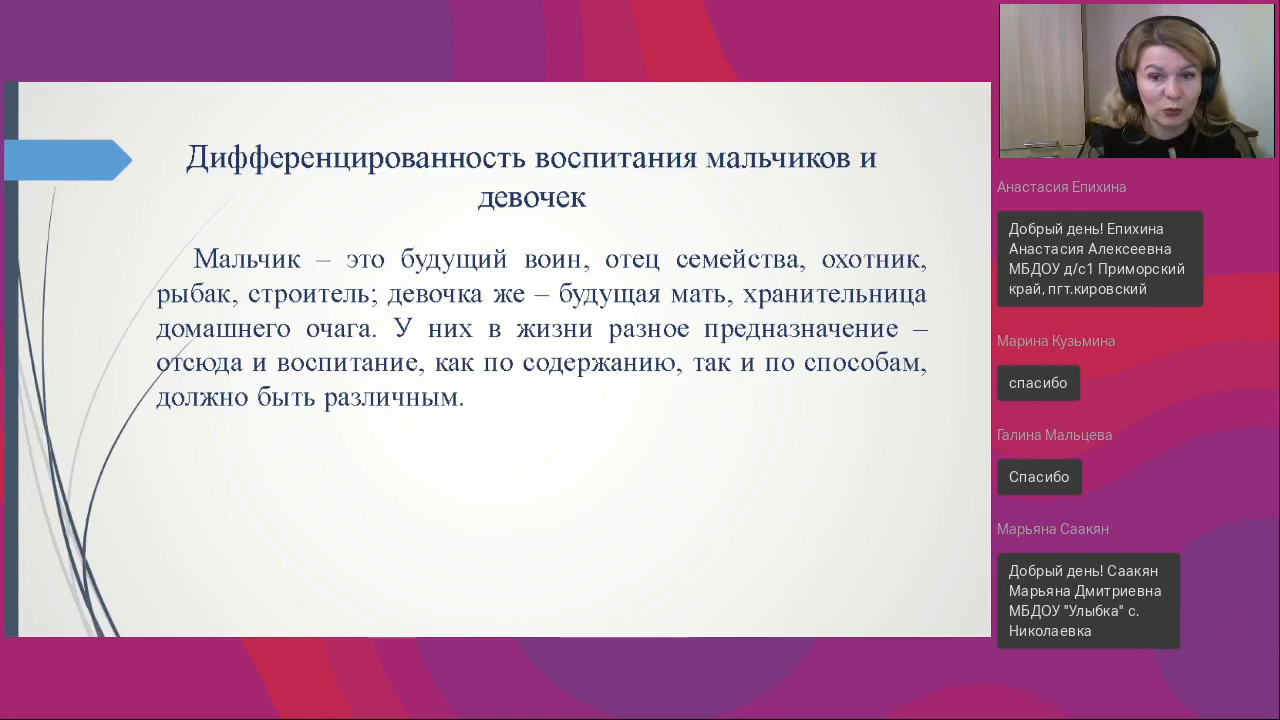 Дифференцированность воспитания мальчиков и
девочек
Мальчик – это будущий воин, отец семейства, охотник,
рыбак, строитель; девочка же – будущая мать, хранительница
домашнего очага. У них в жизни разное предназначение –
отсюда и воспитание, как по содержанию, так и по способам,
должно быть различным.
Анастасия Епихина
Добрый день! Епихина
Анастасия Алексеевна
МБДОУ д/с1 Приморский
край, пгт.кировский
Марина Кузьмина
спасибо
Галина Мальцева
Спасибо
Марьяна Саакян
Добрый день! Саакян
Марьяна Дмитриевна
МБДОУ "Улыбка" с.
Николаевка